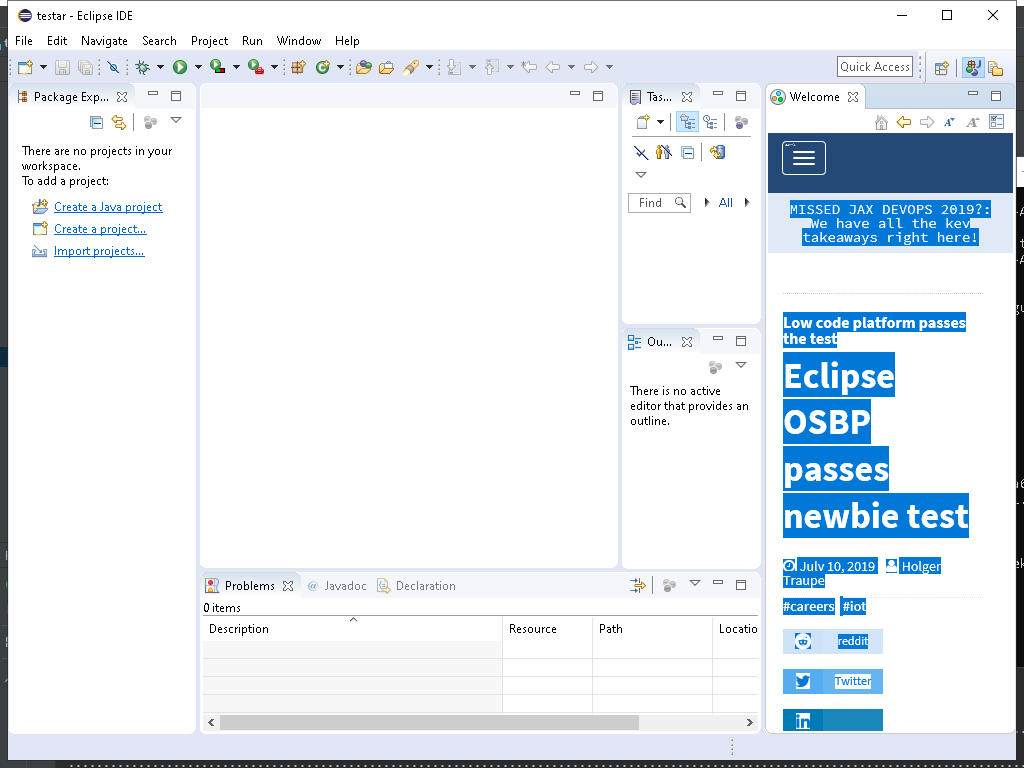 testar - Eclipse IDE
File Edit Navigate Search Project Run Window Help
Quick Access
Package Exp...
There are no projects in your
workspace.
To add a project:
Create a Java project
Create a project...
Import projects...
Tas...
Find
All
Ou...
There is no active
editor that provides an
outline.
Problems
@ Javadoc
Declaration
0 items
Description Resource Path Locatio
Welcome
MISSED JAX DEVOPS 2019?:
We have all the key
takeaways right here!
Low code platform passes
the test
Eclipse
OSBP
passes
newbie test
July 10, 2019 Holger
Traupe
#careers #iot
reddit
Twitter
in